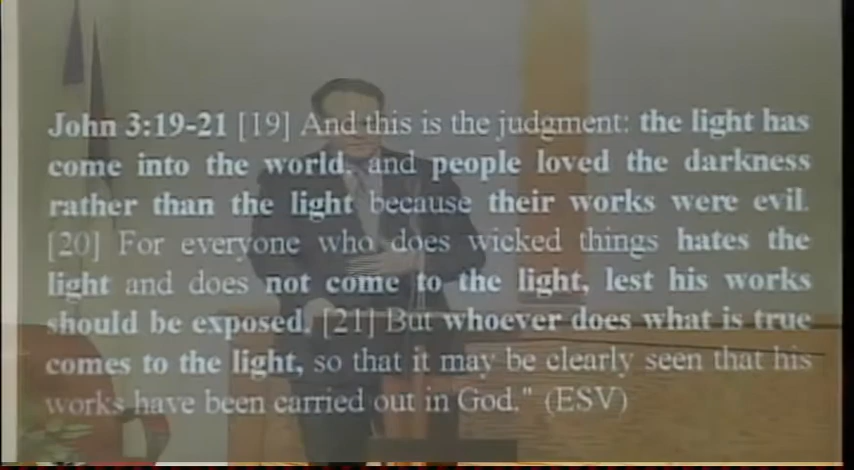 John 3:19-21 [19] And this is the judgment: the light has
come into the world, and people loved the darkness
rather than the light because their works were evil.
[20] For everyone who does wicked things hates the
light and does not come to the light, lest his works
should be exposed. [21] But whoever does what is true
comes to the light, so that it may be clearly seen that his
works have been carried out in God." (ESV)